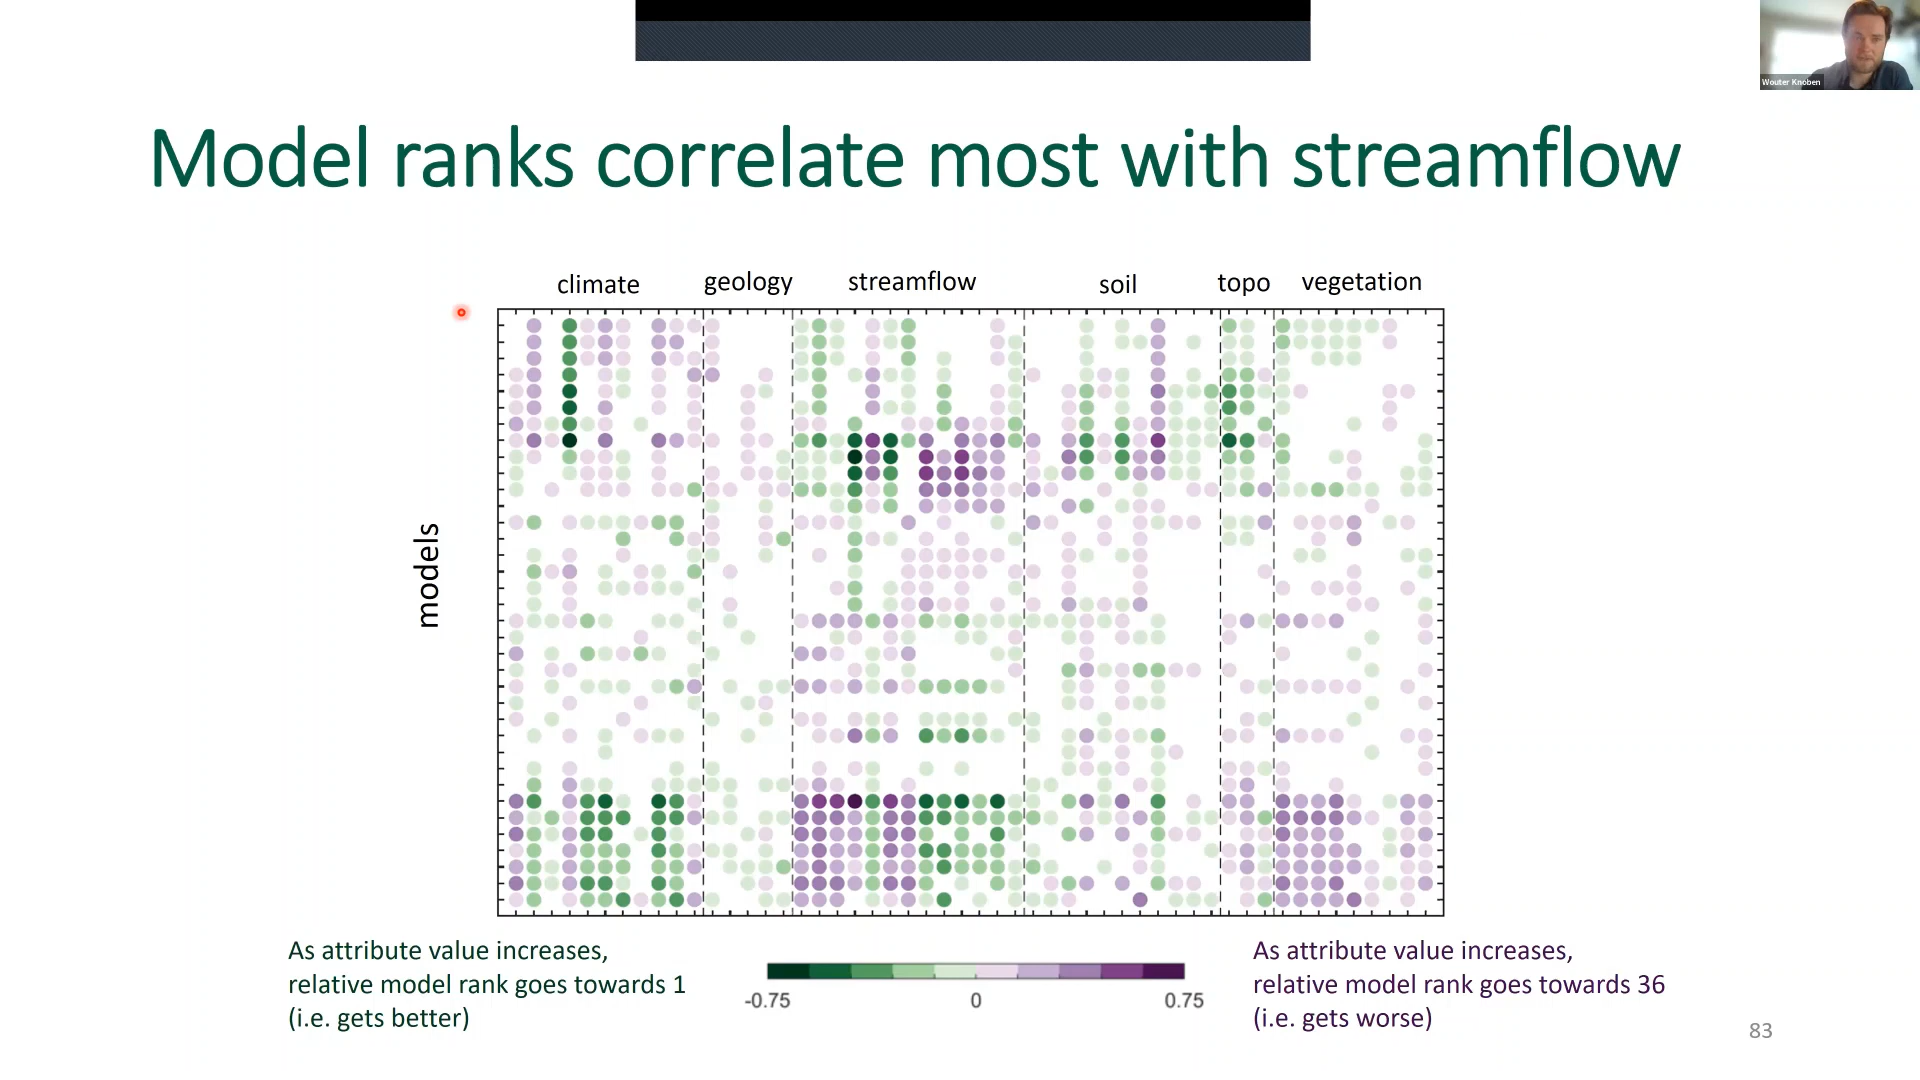 Wouter Knoben
Model ranks correlate most with streamflow
climate geology streamflow soil topo vegetation
models
As attribute value increases,
relative model rank goes towards 1
(i.e. gets better)
-0.75 0 0.75
As attribute value increases,
relative model rank goes towards 36
(i.e. gets worse)
83